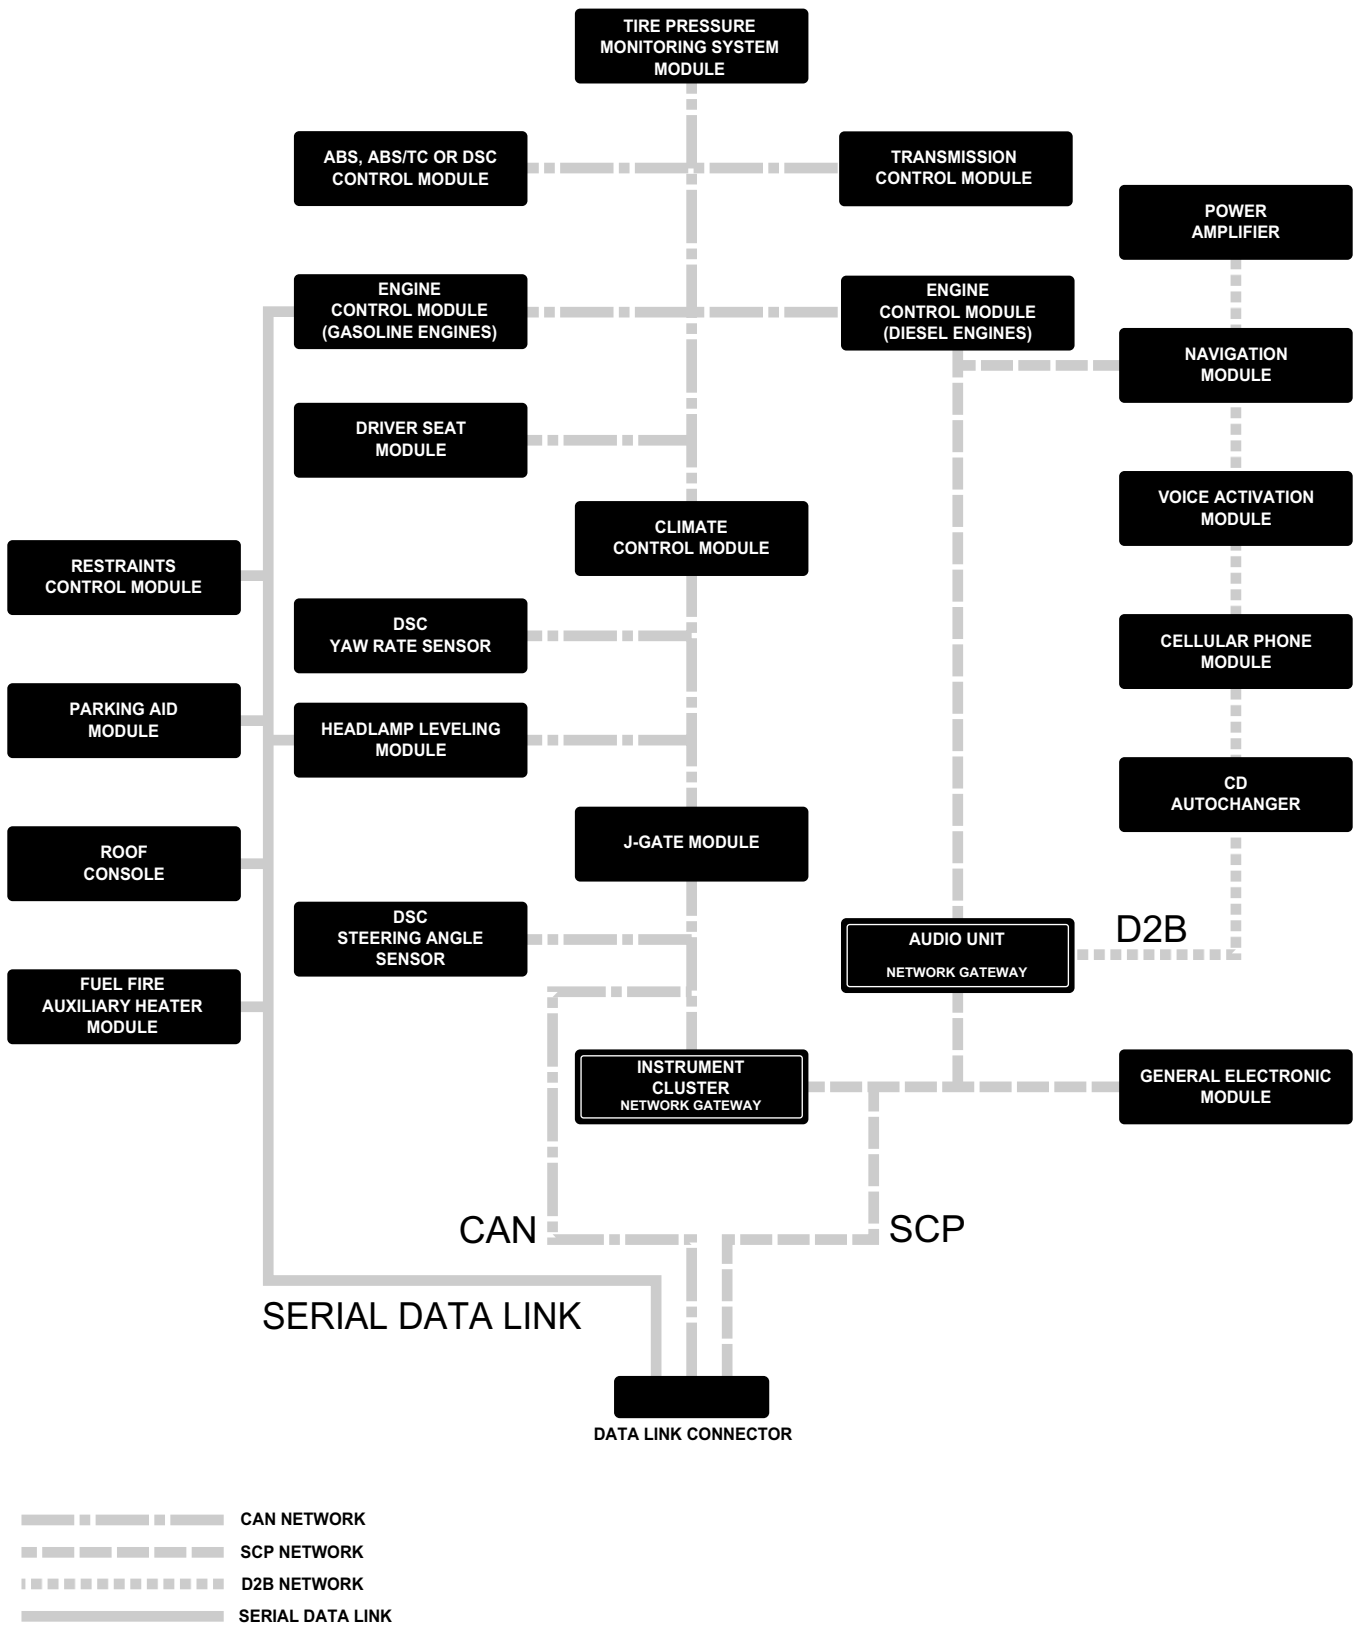 TIRE PRESSURE
MONITORING SYSTEM
MODULE
ABS, ABS/TC OR DSC
CONTROL MODULE
TRANSMISSION
CONTROL MODULE
POWER
AMPLIFIER
ENGINE
CONTROL MODULE
(GASOLINE ENGINES)
ENGINE
CONTROL MODULE
(DIESEL ENGINES)
NAVIGATION
MODULE
DRIVER SEAT
MODULE
VOICE ACTIVATION
MODULE
CLIMATE
CONTROL MODULE
RESTRAINTS
CONTROL MODULE
DSC
YAW RATE SENSOR
CELLULAR PHONE
MODULE
PARKING AID
MODULE
HEADLAMP LEVELING
MODULE
CD
AUTOCHANGER
J-GATE MODULE
ROOF
CONSOLE
DSC
STEERING ANGLE
SENSOR
AUDIO UNIT
NETWORK GATEWAY
D2B
FUEL FIRE
AUXILIARY HEATER
MODULE
INSTRUMENT
CLUSTER
NETWORK GATEWAY
GENERAL ELECTRONIC
MODULE
CAN
SCP
SERIAL DATA LINK
DATA LINK CONNECTOR
CAN NETWORK
SCP NETWORK
D2B NETWORK
SERIAL DATA LINK